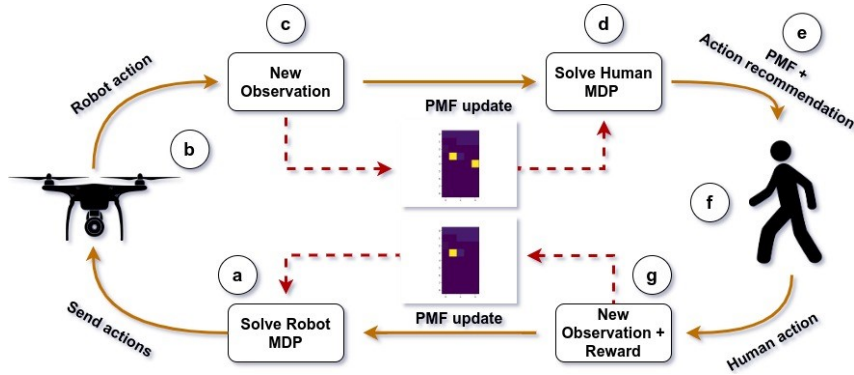 c
d
e
Robot action
New
Observation
Solve Human
MDP
PMF +
Action recommendation
PMF update
b
f
a
g
Send actions
Solve Robot
MDP
PMF update
New
Observation +
Reward
Human action